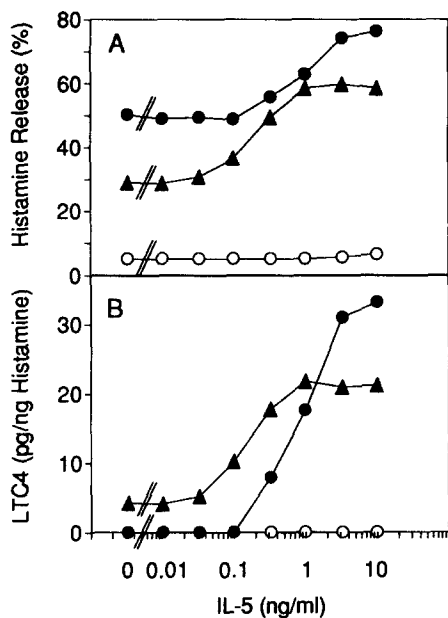 A
Histamine Release (%)
80
60
40
20
0
B
LTC4 (pg/ng Histamine)
30
20
10
0
0 0.01 0.1 1 10
IL-5 (ng/ml)